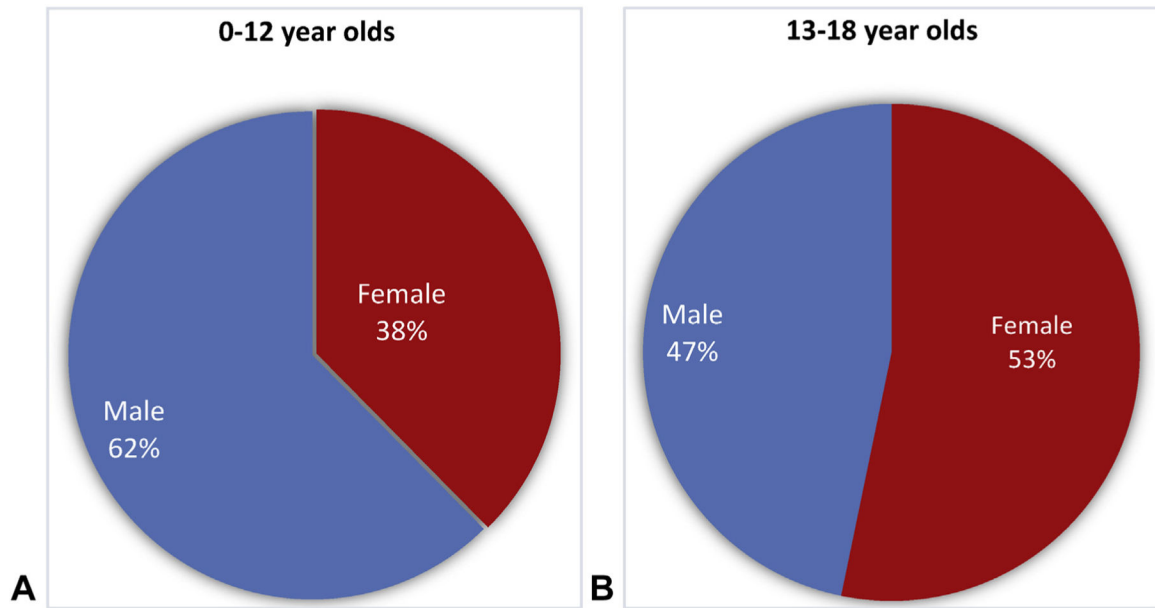 0-12 year olds
Female
38%
Male
62%
A
13-18 year olds
Male
47%
Female
53%
B